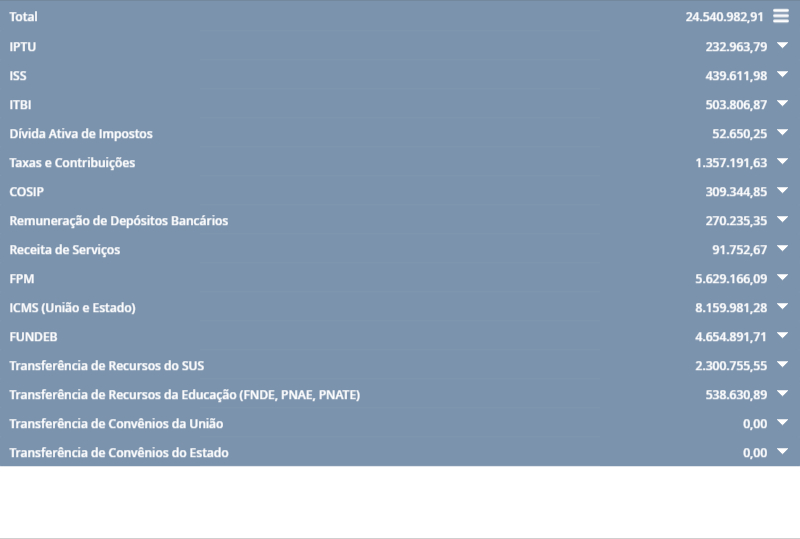 Total 24.540.982,91
IPTU 232.963,79
ISS 439.611,98
ITBI 503.806,87
Dívida Ativa de Impostos 52.650,25
Taxas e Contribuições 1.357.191,63
COSIP 309.344,85
Remuneração de Depósitos Bancários 270.235,35
Receita de Serviços 91.752,67
FPM 5.629.166,09
ICMS (União e Estado) 8.159.981,28
FUNDEB 4.654.891,71
Transferência de Recursos do SUS 2.300.755,55
Transferência de Recursos da Educação (FNDE, PNAE, PNATE) 538.630,89
Transferência de Convênios da União 0,00
Transferência de Convênios do Estado 0,00